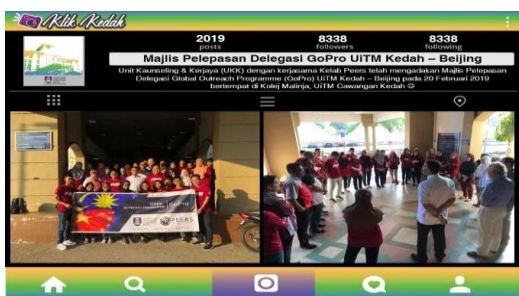 Klik Kedah
2019 8338 8338
posts followers following
Majlis Pelepasan Delegasi GoPro UiTM Kedah – Beijing
Unit Kaunseling & Kerjaya (UKK) dengan kerjasama Kelab Peers telah mengadakan Majlis Pelepasan
Delegasi Global Outreach Programme (GoPro) UiTM Kedah – Beijing pada 20 Februari 2019
bertempat di Kolej Malinja, UiTM Cawangan Kedah ☺
GoPro
PEERS